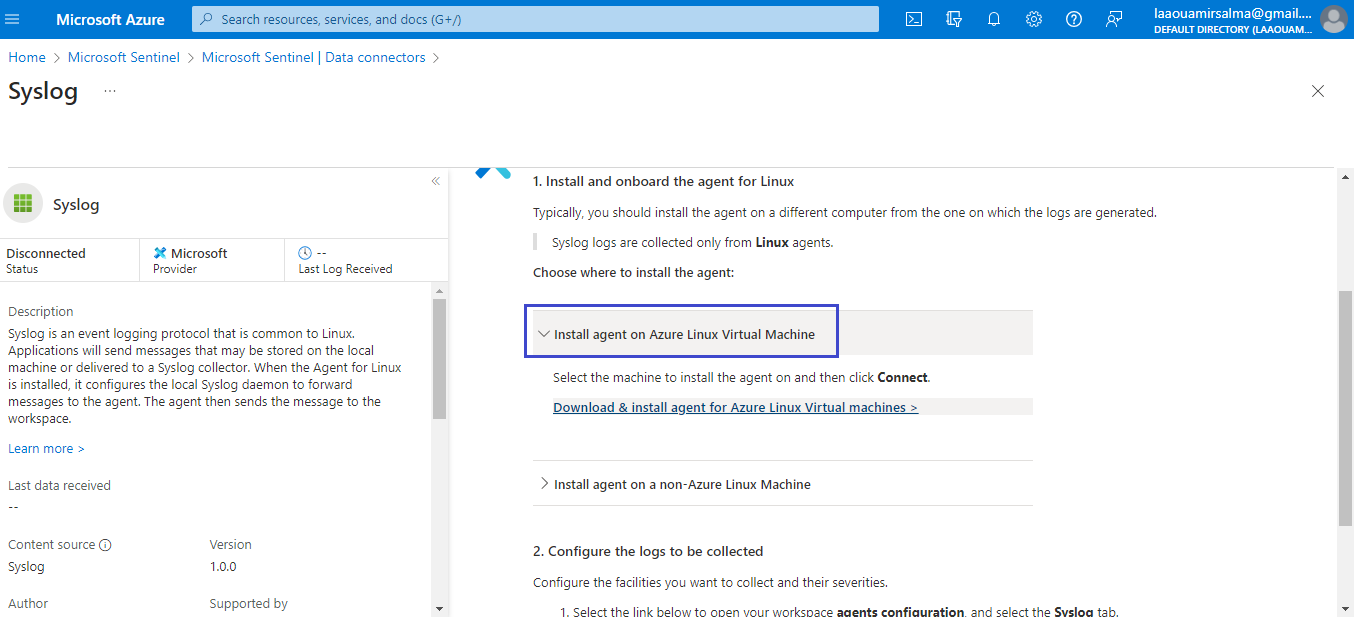 Microsoft Azure
Search resources, services, and docs (G+/)
laaouamirsalma@gmail....
DEFAULT DIRECTORY (LAAOUAM...
Home > Microsoft Sentinel > Microsoft Sentinel | Data connectors >
Syslog ...
«
Syslog
Disconnected
Status
Microsoft
Provider
--
Last Log Received
Description
Syslog is an event logging protocol that is common to Linux.
Applications will send messages that may be stored on the local
machine or delivered to a Syslog collector. When the Agent for Linux
is installed, it configures the local Syslog daemon to forward
messages to the agent. The agent then sends the message to the
workspace.
Learn more >
Last data received
--
Content source
Version
Syslog
1.0.0
Author
Supported by
1. Install and onboard the agent for Linux
Typically, you should install the agent on a different computer from the one on which the logs are generated.
Syslog logs are collected only from Linux agents.
Choose where to install the agent:
Install agent on Azure Linux Virtual Machine
Select the machine to install the agent on and then click Connect.
Download & install agent for Azure Linux Virtual machines >
Install agent on a non-Azure Linux Machine
2. Configure the logs to be collected
Configure the facilities you want to collect and their severities.
1. Select the link below to open your workspace agents configuration, and select the Syslog tab.